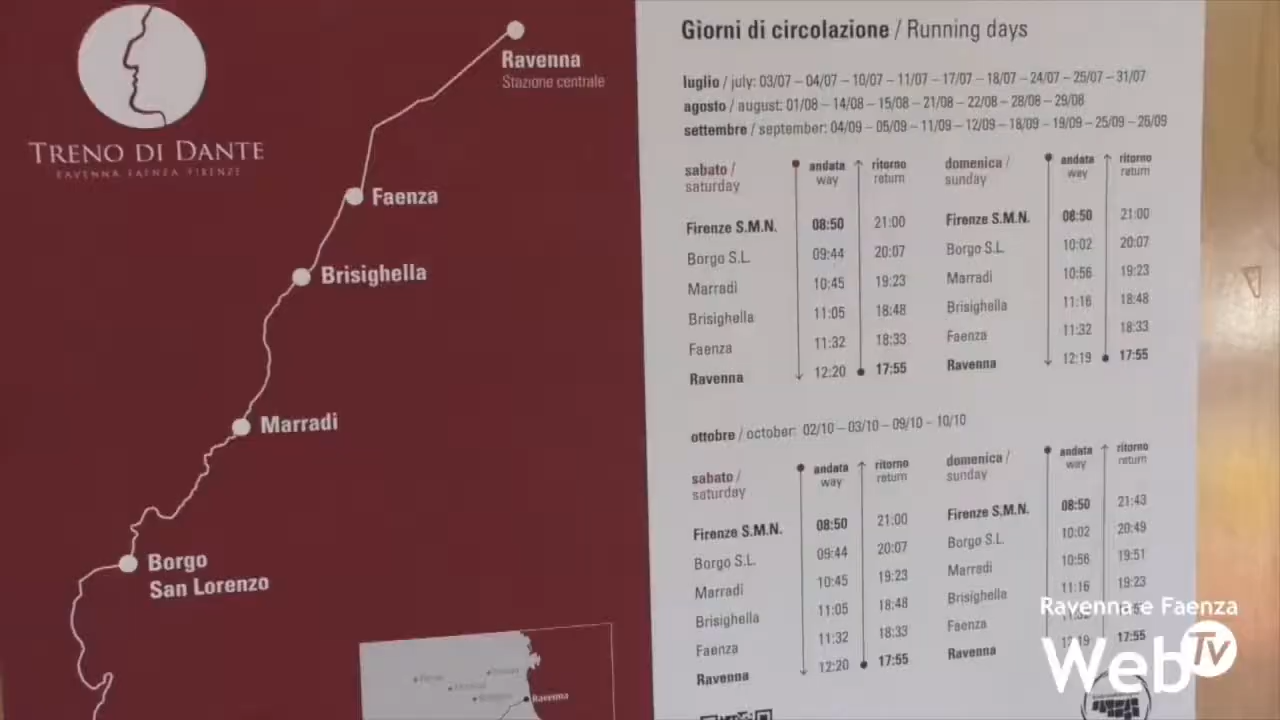 TRENO DI DANTE
RAVENNA FAENZA FIRENZE
Ravenna
Stazione centrale
Faenza
Brisighella
Marradi
Borgo
San Lorenzo
Ravenna
Giorni di circolazione / Running days
luglio / july: 03/07 – 04/07 – 10/07 – 11/07 – 17/07 – 18/07 – 24/07 – 25/07 – 31/07
agosto / august: 01/08 – 14/08 – 15/08 – 21/08 – 22/08 – 28/08 – 29/08
settembre / september: 04/09 – 05/09 – 11/09 – 12/09 – 18/09 – 19/09 – 25/09 – 26/09
sabato / saturday andata way ritorno return
Firenze S.M.N. 08:50 21:00
Borgo S.L. 09:44 20:07
Marradi 10:45 19:23
Brisighella 11:05 18:48
Faenza 11:32 18:33
Ravenna 12:20 17:55
domenica / sunday andata way ritorno return
Firenze S.M.N. 08:50 21:00
Borgo S.L. 10:02 20:07
Marradi 10:56 19:23
Brisighella 11:16 18:48
Faenza 11:32 18:33
Ravenna 12:19 17:55
ottobre / october: 02/10 – 03/10 – 09/10 – 10/10
sabato / saturday andata way ritorno return
Firenze S.M.N. 08:50 21:00
Borgo S.L. 09:44 20:07
Marradi 10:45 19:23
Brisighella 11:05 18:48
Faenza 11:32 18:33
Ravenna 12:20 17:55
domenica / sunday andata way ritorno return
Firenze S.M.N. 08:50 21:43
Borgo S.L. 10:02 20:49
Marradi 10:56 19:51
Brisighella 11:16 19:23
Faenza
Ravenna 12:19 17:55
Ravenna e Faenza
Web Tv